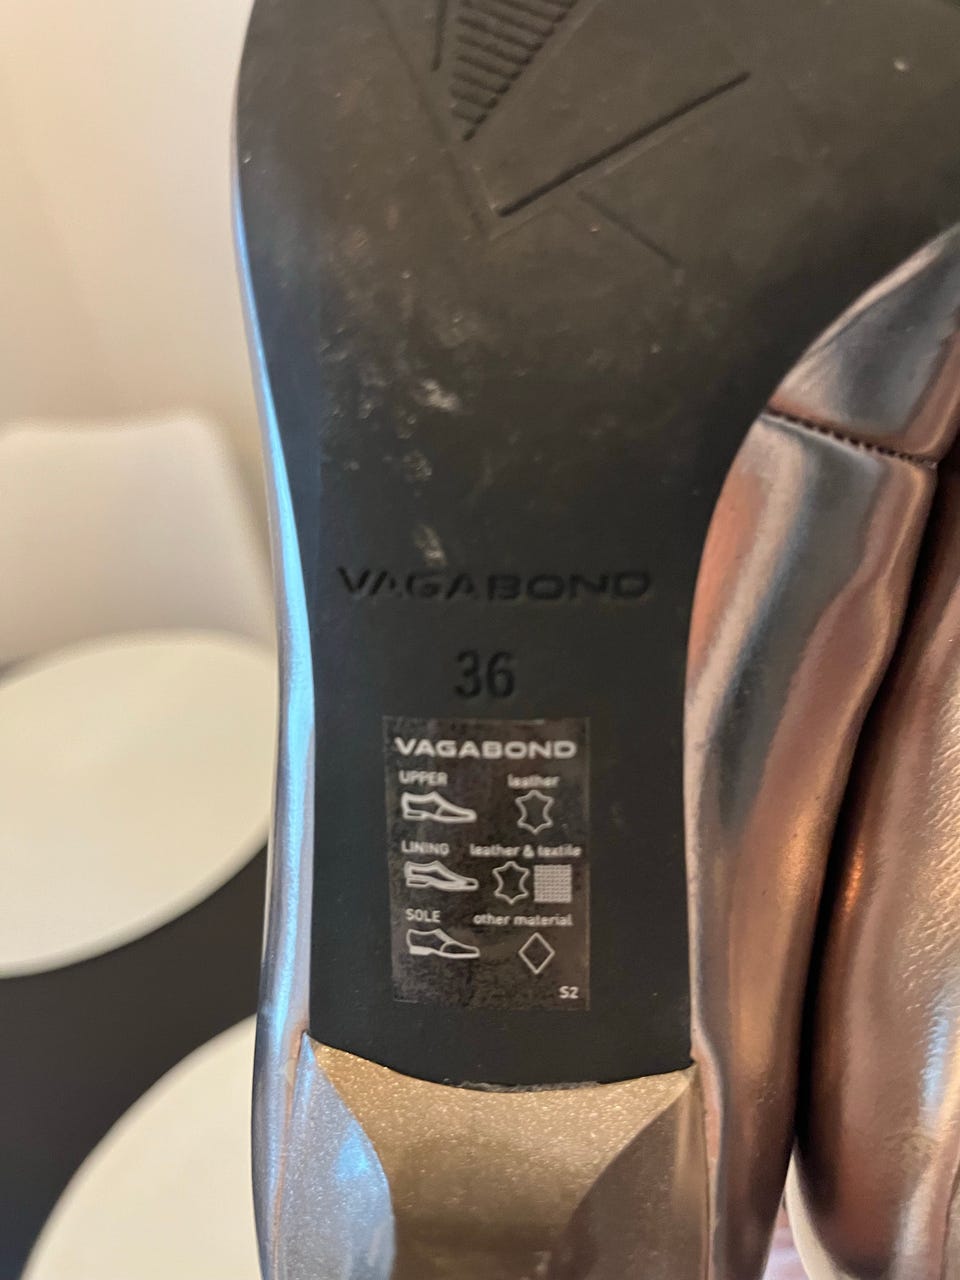 VAGABOND
36
VAGABOND
UPPER leather
LINING leather & textile
SOLE other material
S2